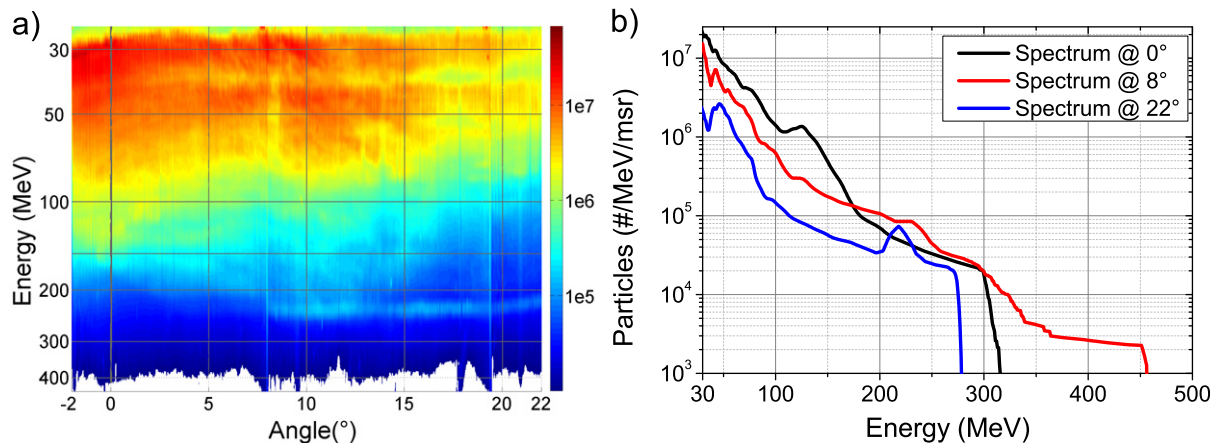 a)
Energy (MeV)
30
50
100
200
300
400
-2 0 5 10 15 20 22
Angle(°)
1e7
1e6
1e5
b)
Particles (#/MeV/msr)
10⁷
10⁶
10⁵
10⁴
10³
Spectrum @ 0°
Spectrum @ 8°
Spectrum @ 22°
30 100 200 300 400 500
Energy (MeV)